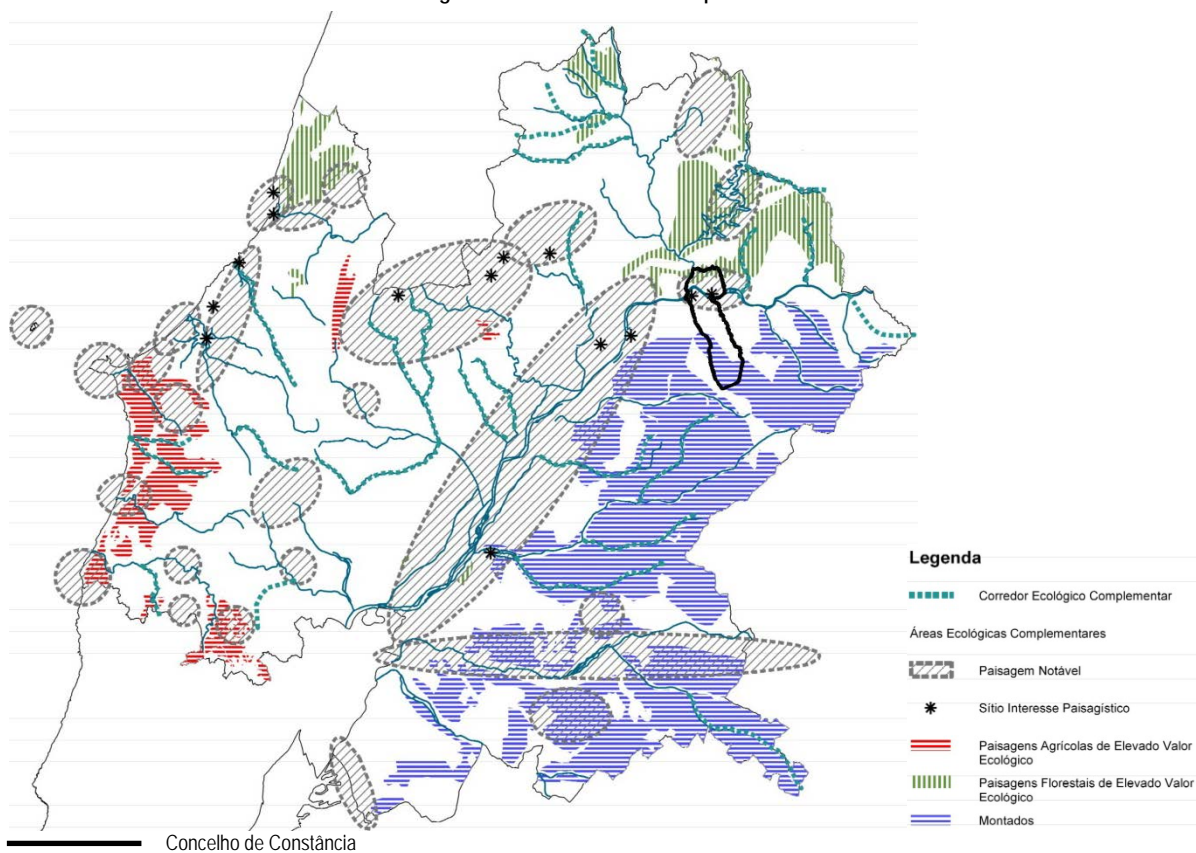 Legenda
Corredor Ecológico Complementar
Áreas Ecológicas Complementares
Paisagem Notável
Sítio Interesse Paisagístico
Paisagens Agrícolas de Elevado Valor
Ecológico
Paisagens Florestais de Elevado Valor
Ecológico
Montados
Concelho de Constância